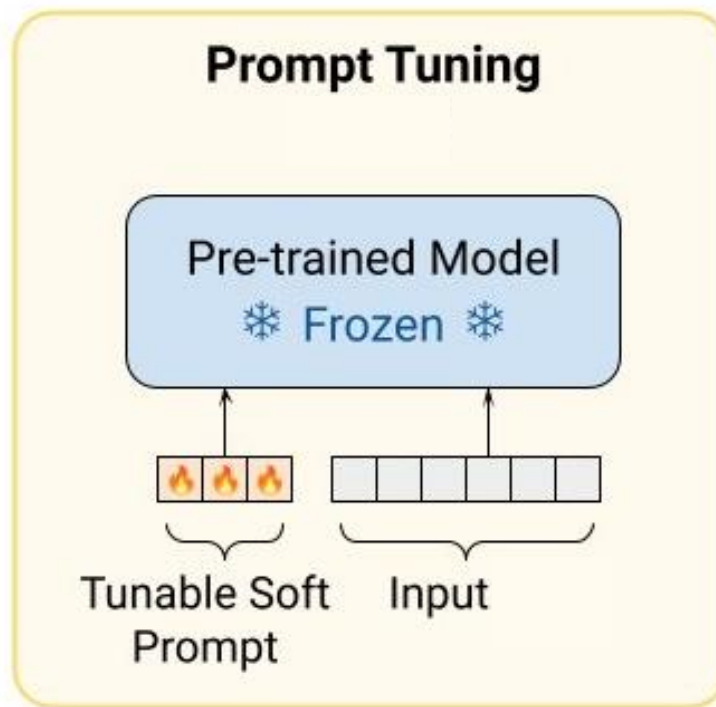 Prompt Tuning
Pre-trained Model
❄ Frozen ❄
Tunable Soft
Prompt
Input